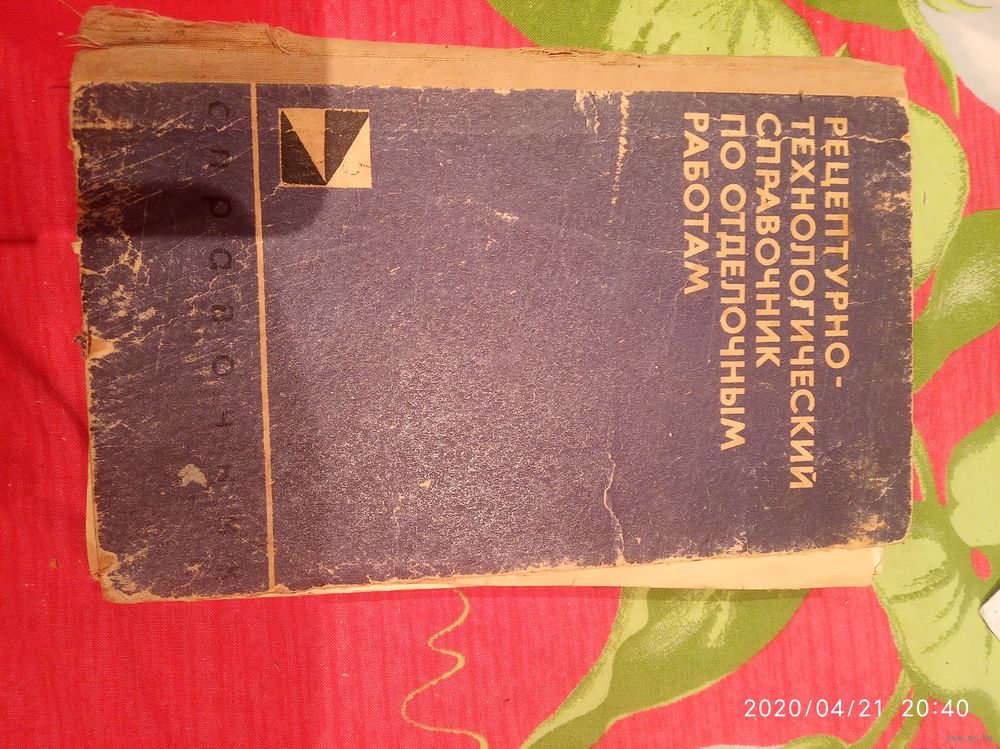 РЕЦЕПТУРНО-
ТЕХНОЛОГИЧЕСКИЙ
СПРАВОЧНИК
ПО ОТДЕЛОЧНЫМ
РАБОТАМ
справочник
2020/04/21 20:40